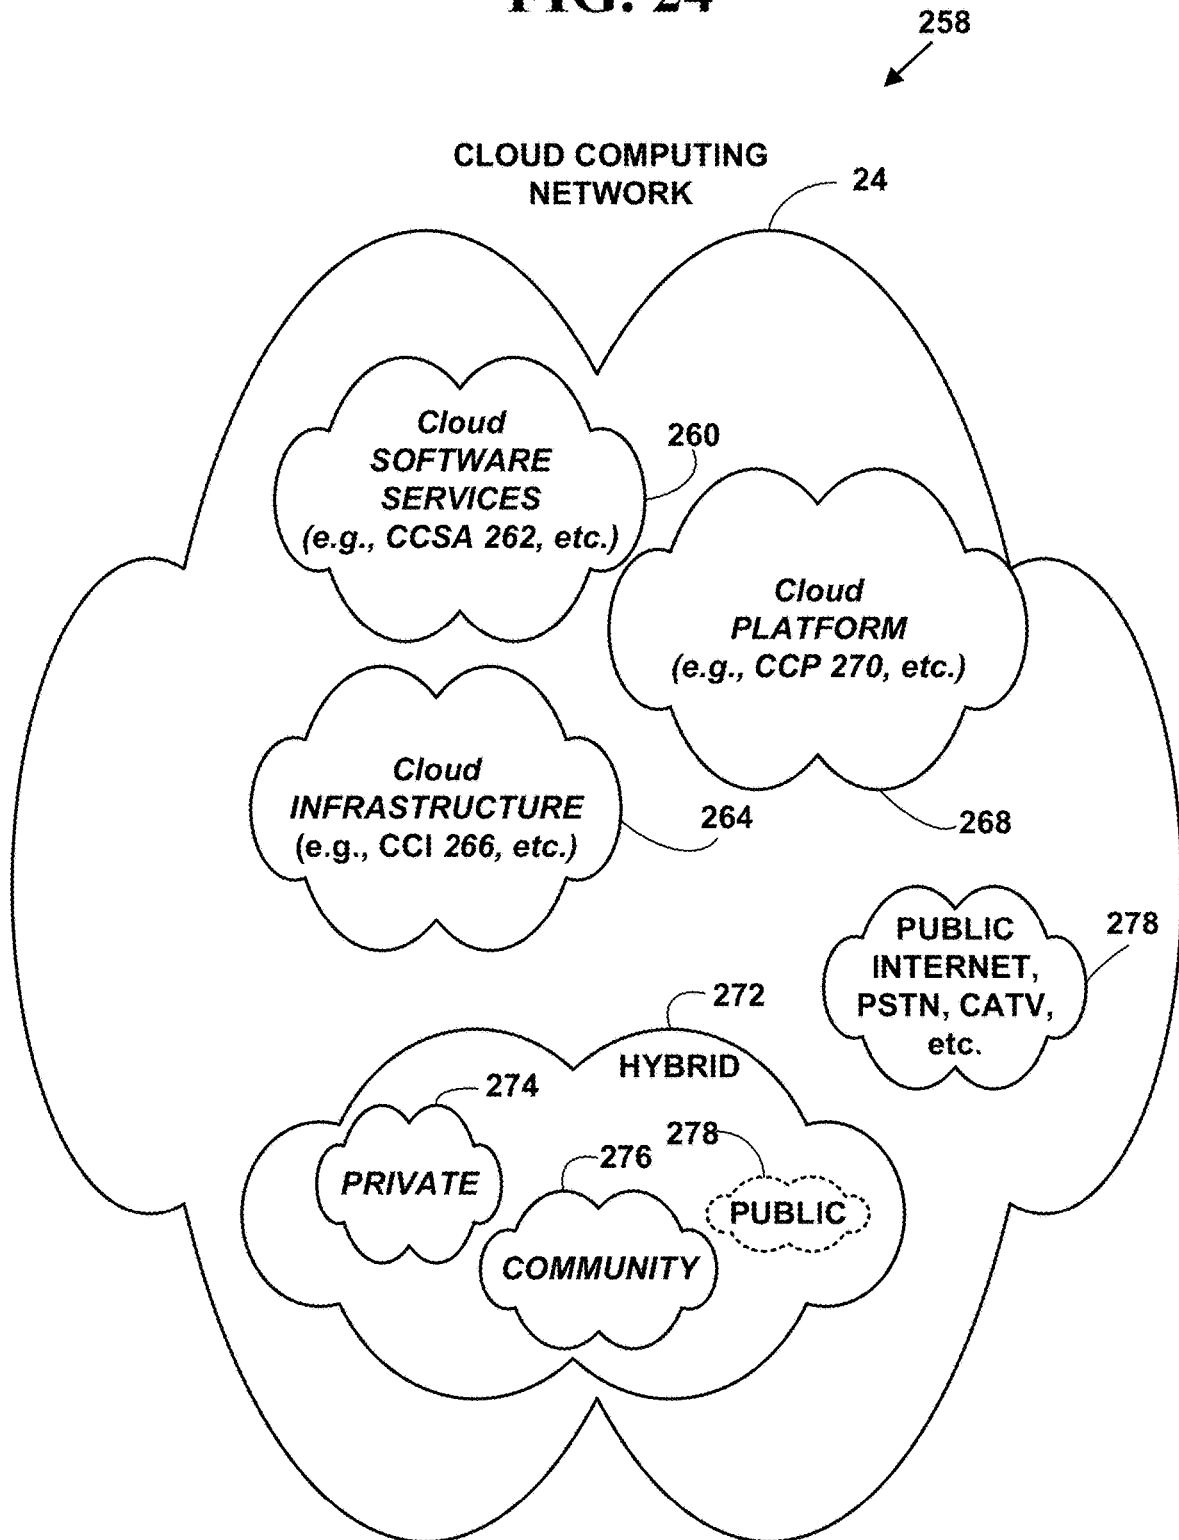 FIG. 24
258
CLOUD COMPUTING
NETWORK
24
Cloud
SOFTWARE
SERVICES
(e.g., CCSA 262, etc.)
260
Cloud
PLATFORM
(e.g., CCP 270, etc.)
Cloud
INFRASTRUCTURE
(e.g., CCI 266, etc.)
264
268
PUBLIC
INTERNET,
PSTN, CATV,
etc.
278
272
HYBRID
274
PRIVATE
276
COMMUNITY
278
PUBLIC